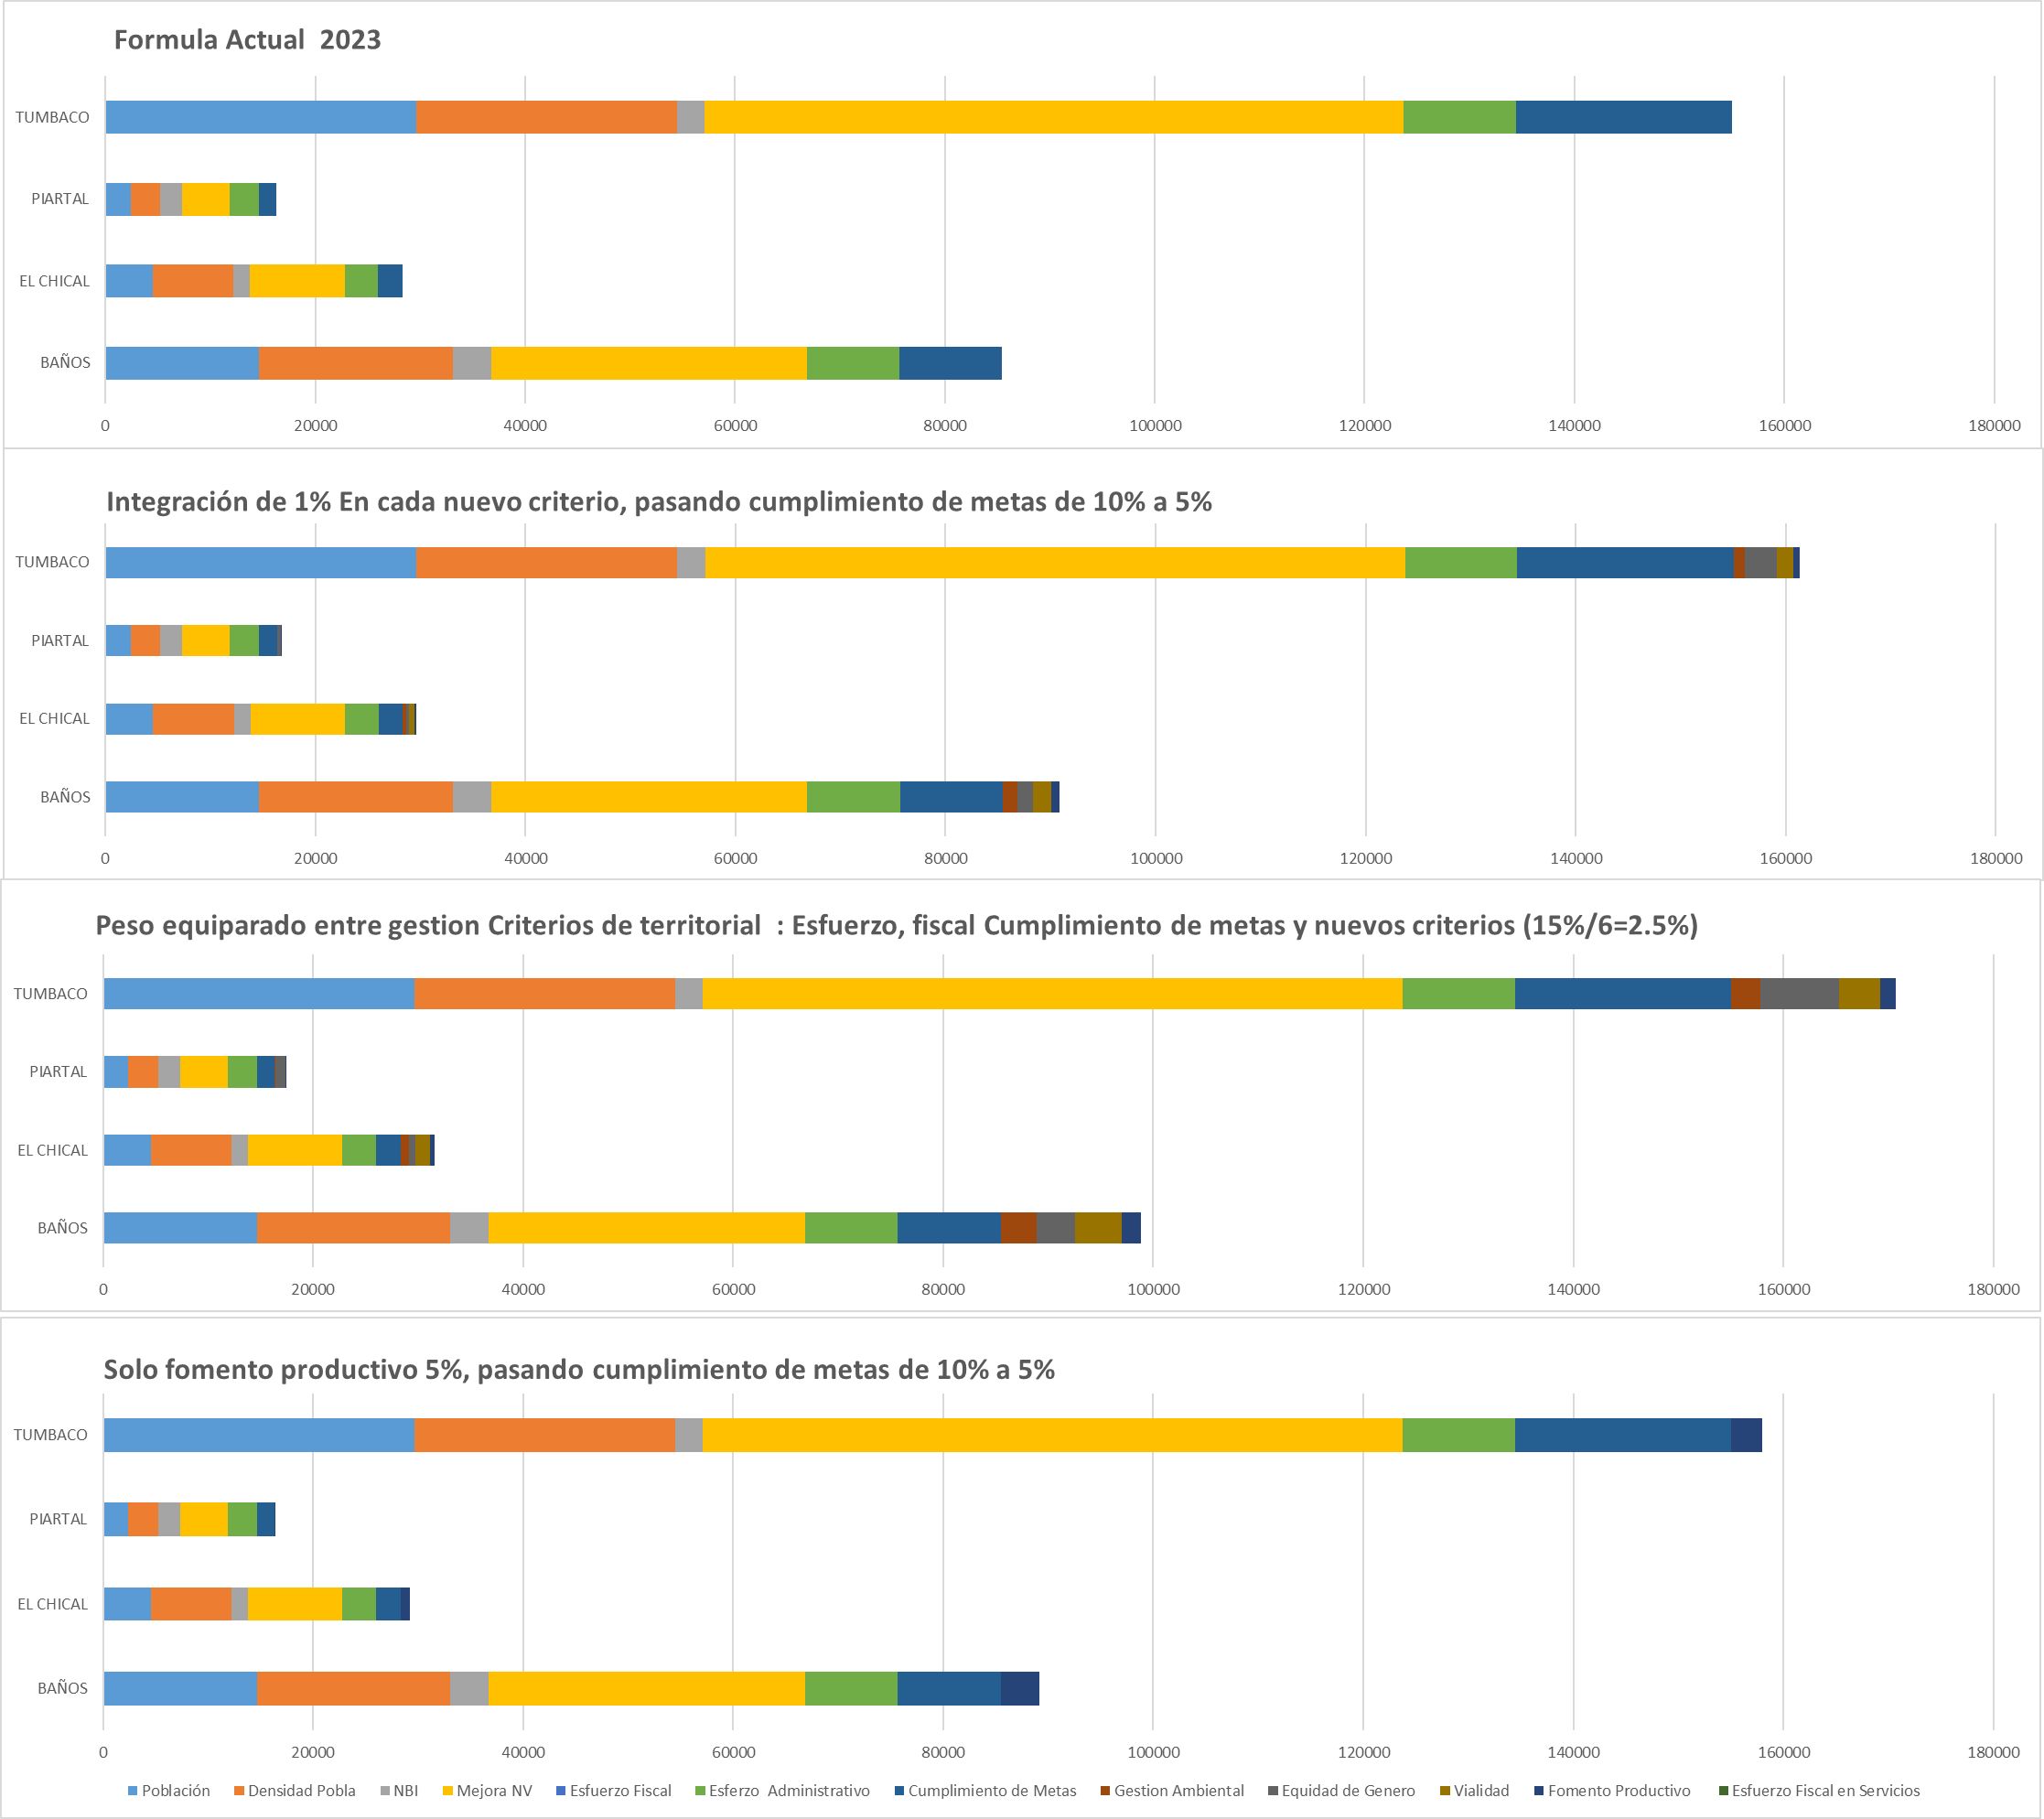 Formula Actual  2023
TUMBACO
PIARTAL
EL CHICAL
BAÑOS
0 20000 40000 60000 80000 100000 120000 140000 160000 180000
Integración de 1% En cada nuevo criterio, pasando cumplimiento de metas de 10% a 5%
TUMBACO
PIARTAL
EL CHICAL
BAÑOS
0 20000 40000 60000 80000 100000 120000 140000 160000 180000
Peso equiparado entre gestion Criterios de territorial  : Esfuerzo, fiscal Cumplimiento de metas y nuevos criterios (15%/6=2.5%)
TUMBACO
PIARTAL
EL CHICAL
BAÑOS
0 20000 40000 60000 80000 100000 120000 140000 160000 180000
Solo fomento productivo 5%, pasando cumplimiento de metas de 10% a 5%
TUMBACO
PIARTAL
EL CHICAL
BAÑOS
0 20000 40000 60000 80000 100000 120000 140000 160000 180000
Población Densidad Pobla NBI Mejora NV Esfuerzo Fiscal Esferzo  Administrativo Cumplimiento de Metas Gestion Ambiental Equidad de Genero Vialidad Fomento Productivo Esfuerzo Fiscal en Servicios